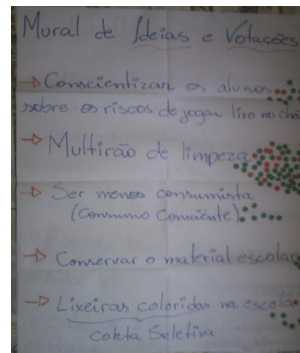 Mural de Ideias e Votações
→ Conscientizar os alunos
sobre os riscos de jogar lixo no chã
→ Multirão de limpeza
→ Ser menos consumista
(Consumo Consciente)
→ Conservar o material escolar
→ Lixeiras coloridas na escola
coleta Seletiva